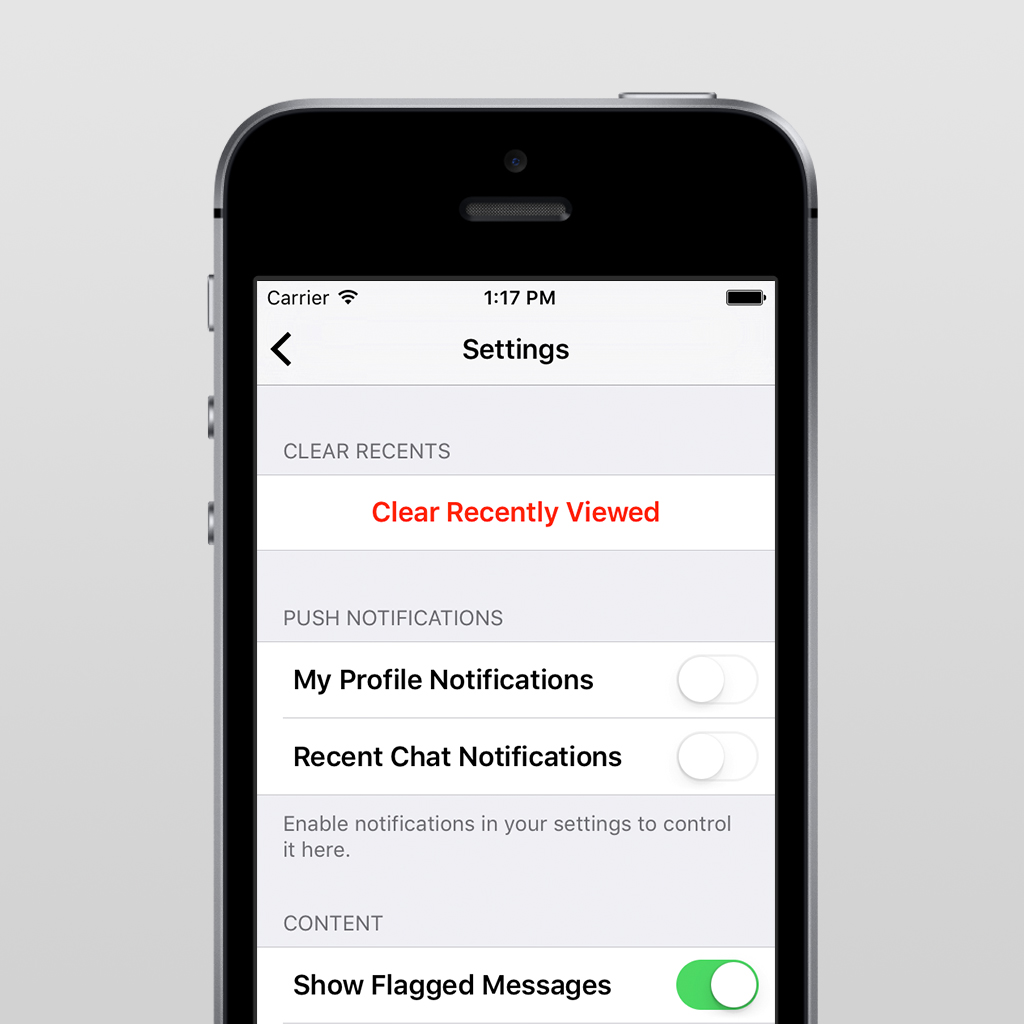 Carrier 1:17 PM
Settings
CLEAR RECENTS
Clear Recently Viewed
PUSH NOTIFICATIONS
My Profile Notifications
Recent Chat Notifications
Enable notifications in your settings to control
it here.
CONTENT
Show Flagged Messages